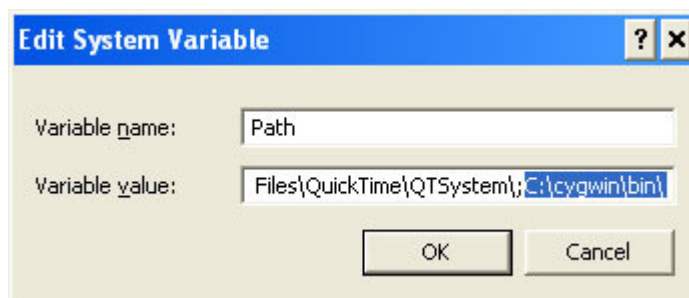 Edit System Variable
?
Variable name: Path
Variable value: Files\QuickTime\QTSystem\;C:\cygwin\bin\
OK Cancel